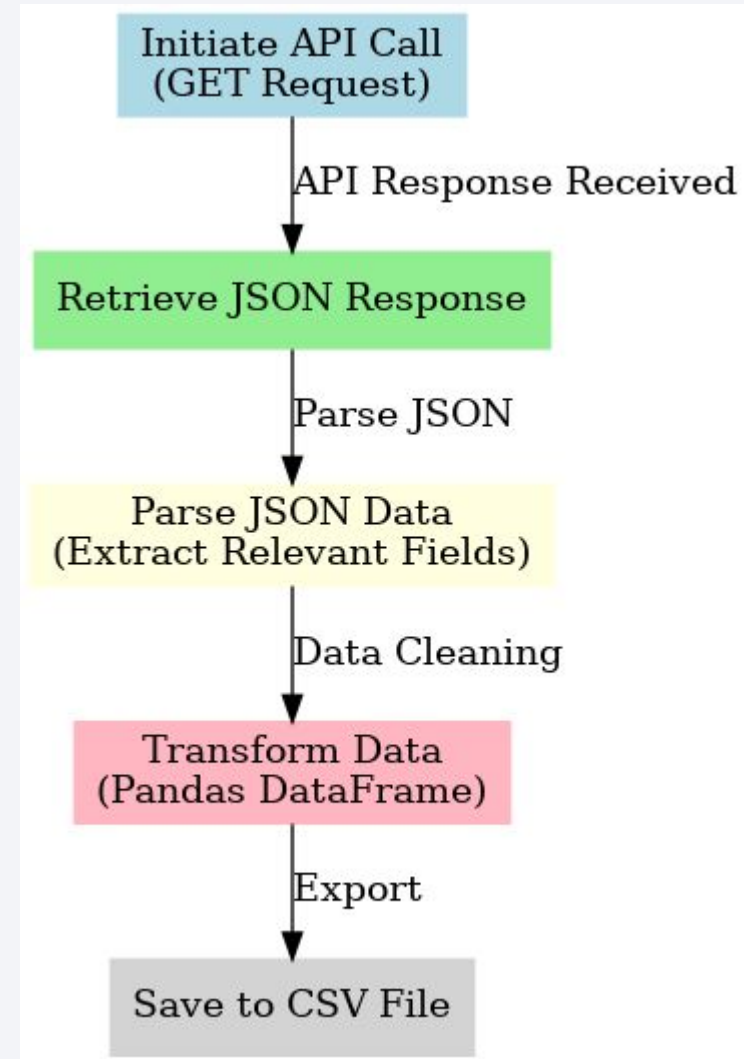 Initiate API Call
(GET Request)
API Response Received
Retrieve JSON Response
Parse JSON
Parse JSON Data
(Extract Relevant Fields)
Data Cleaning
Transform Data
(Pandas DataFrame)
Export
Save to CSV File